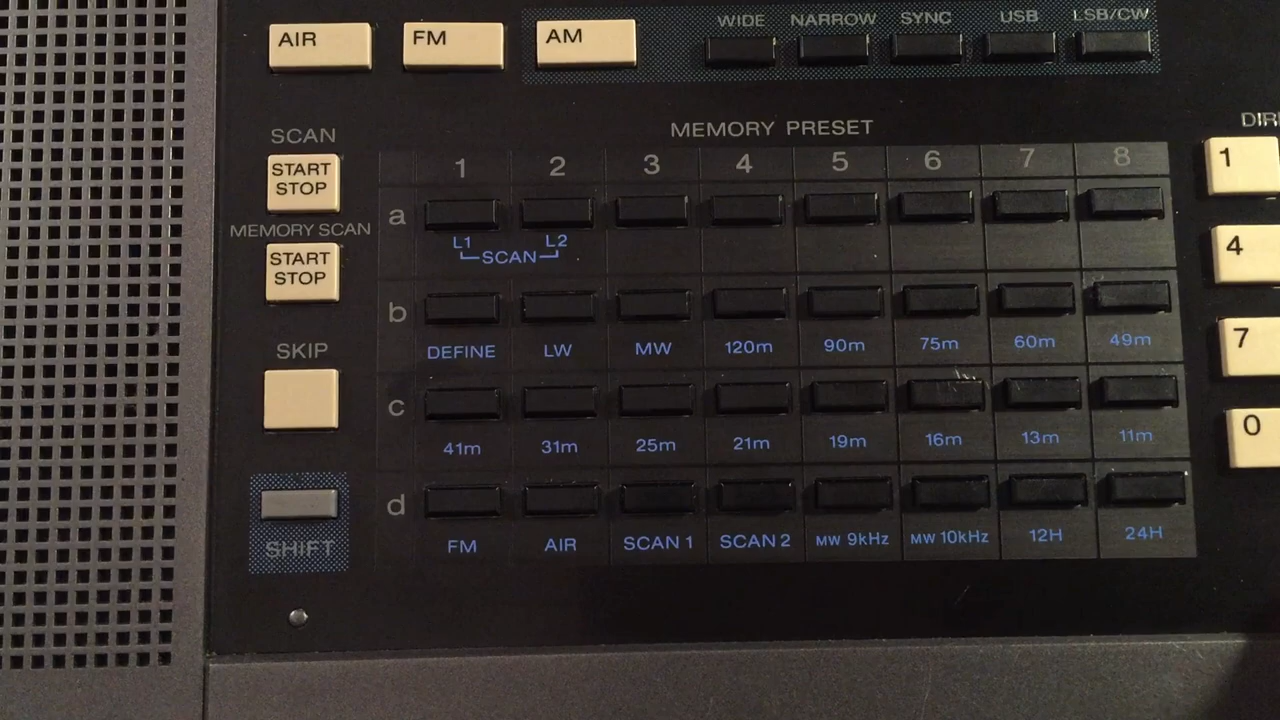 AIR FM AM WIDE NARROW SYNC USB LSB/CW
SCAN
START
STOP
MEMORY SCAN
START
STOP
SKIP
SHIFT
MEMORY PRESET
1 2 3 4 5 6 7 8
a
L1 L2
SCAN
b
DEFINE LW MW 120m 90m 75m 60m 49m
c
41m 31m 25m 21m 19m 16m 13m 11m
d
FM AIR SCAN 1 SCAN 2 MW 9kHz MW 10kHz 12H 24H
1
4
7
0